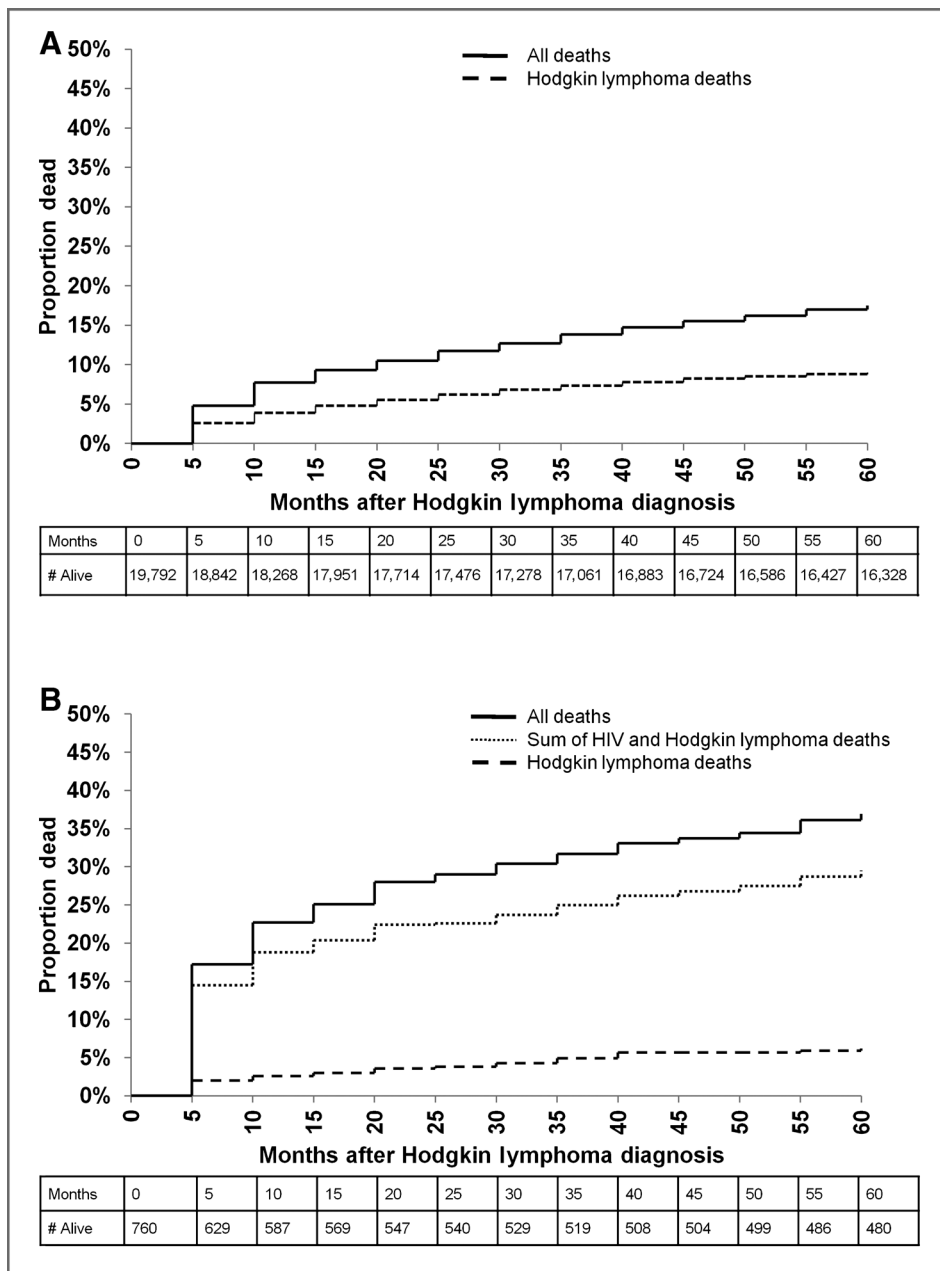 A
50%
45%
40%
35%
30%
25%
20%
15%
10%
5%
0%
Proportion dead
All deaths
Hodgkin lymphoma deaths
0 5 10 15 20 25 30 35 40 45 50 55 60
Months after Hodgkin lymphoma diagnosis
Months 0 5 10 15 20 25 30 35 40 45 50 55 60
# Alive 19,792 18,842 18,268 17,951 17,714 17,476 17,278 17,061 16,883 16,724 16,586 16,427 16,328
B
50%
45%
40%
35%
30%
25%
20%
15%
10%
5%
0%
Proportion dead
All deaths
Sum of HIV and Hodgkin lymphoma deaths
Hodgkin lymphoma deaths
0 5 10 15 20 25 30 35 40 45 50 55 60
Months after Hodgkin lymphoma diagnosis
Months 0 5 10 15 20 25 30 35 40 45 50 55 60
# Alive 760 629 587 569 547 540 529 519 508 504 499 486 480